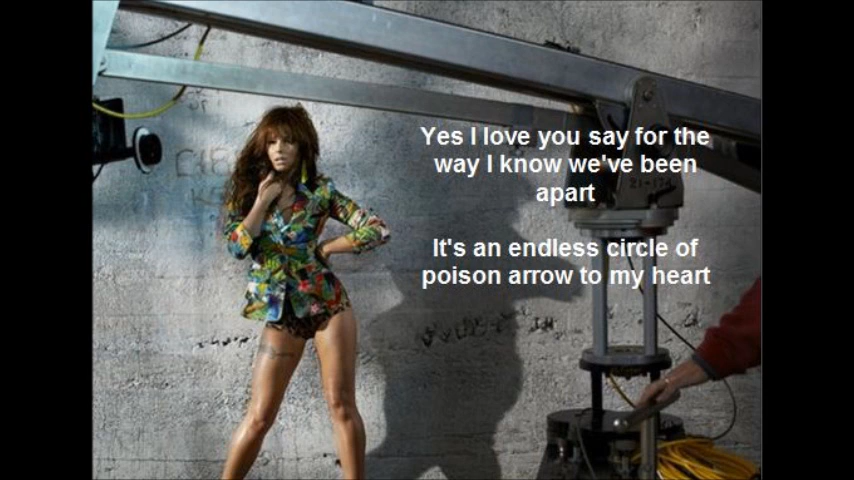 Yes I love you say for the
way I know we've been
apart
It's an endless circle of
poison arrow to my heart